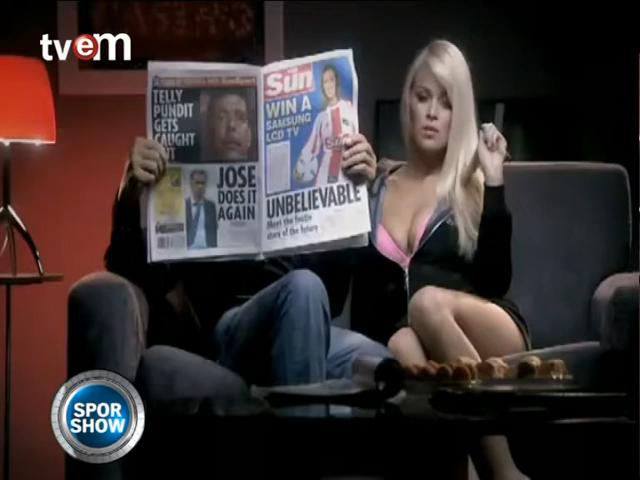 tvem
TELLY
PUNDIT
GETS
CAUGHT
JOSE
DOES IT
AGAIN
THE Sun
WIN A
SAMSUNG
LCD TV
UNBELIEVABLE
Meet the footie
stars of the future
SPOR
SHOW